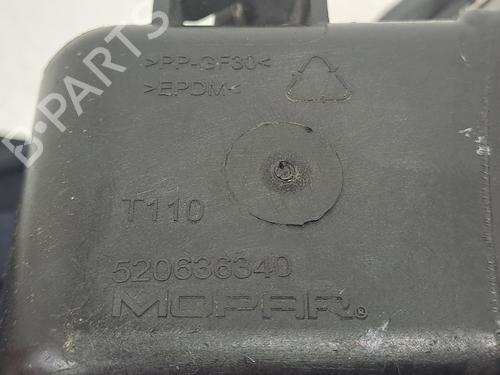 >PP-GF30<
>EPDM<
B-PARTS
T110
520636340
MOPAR®